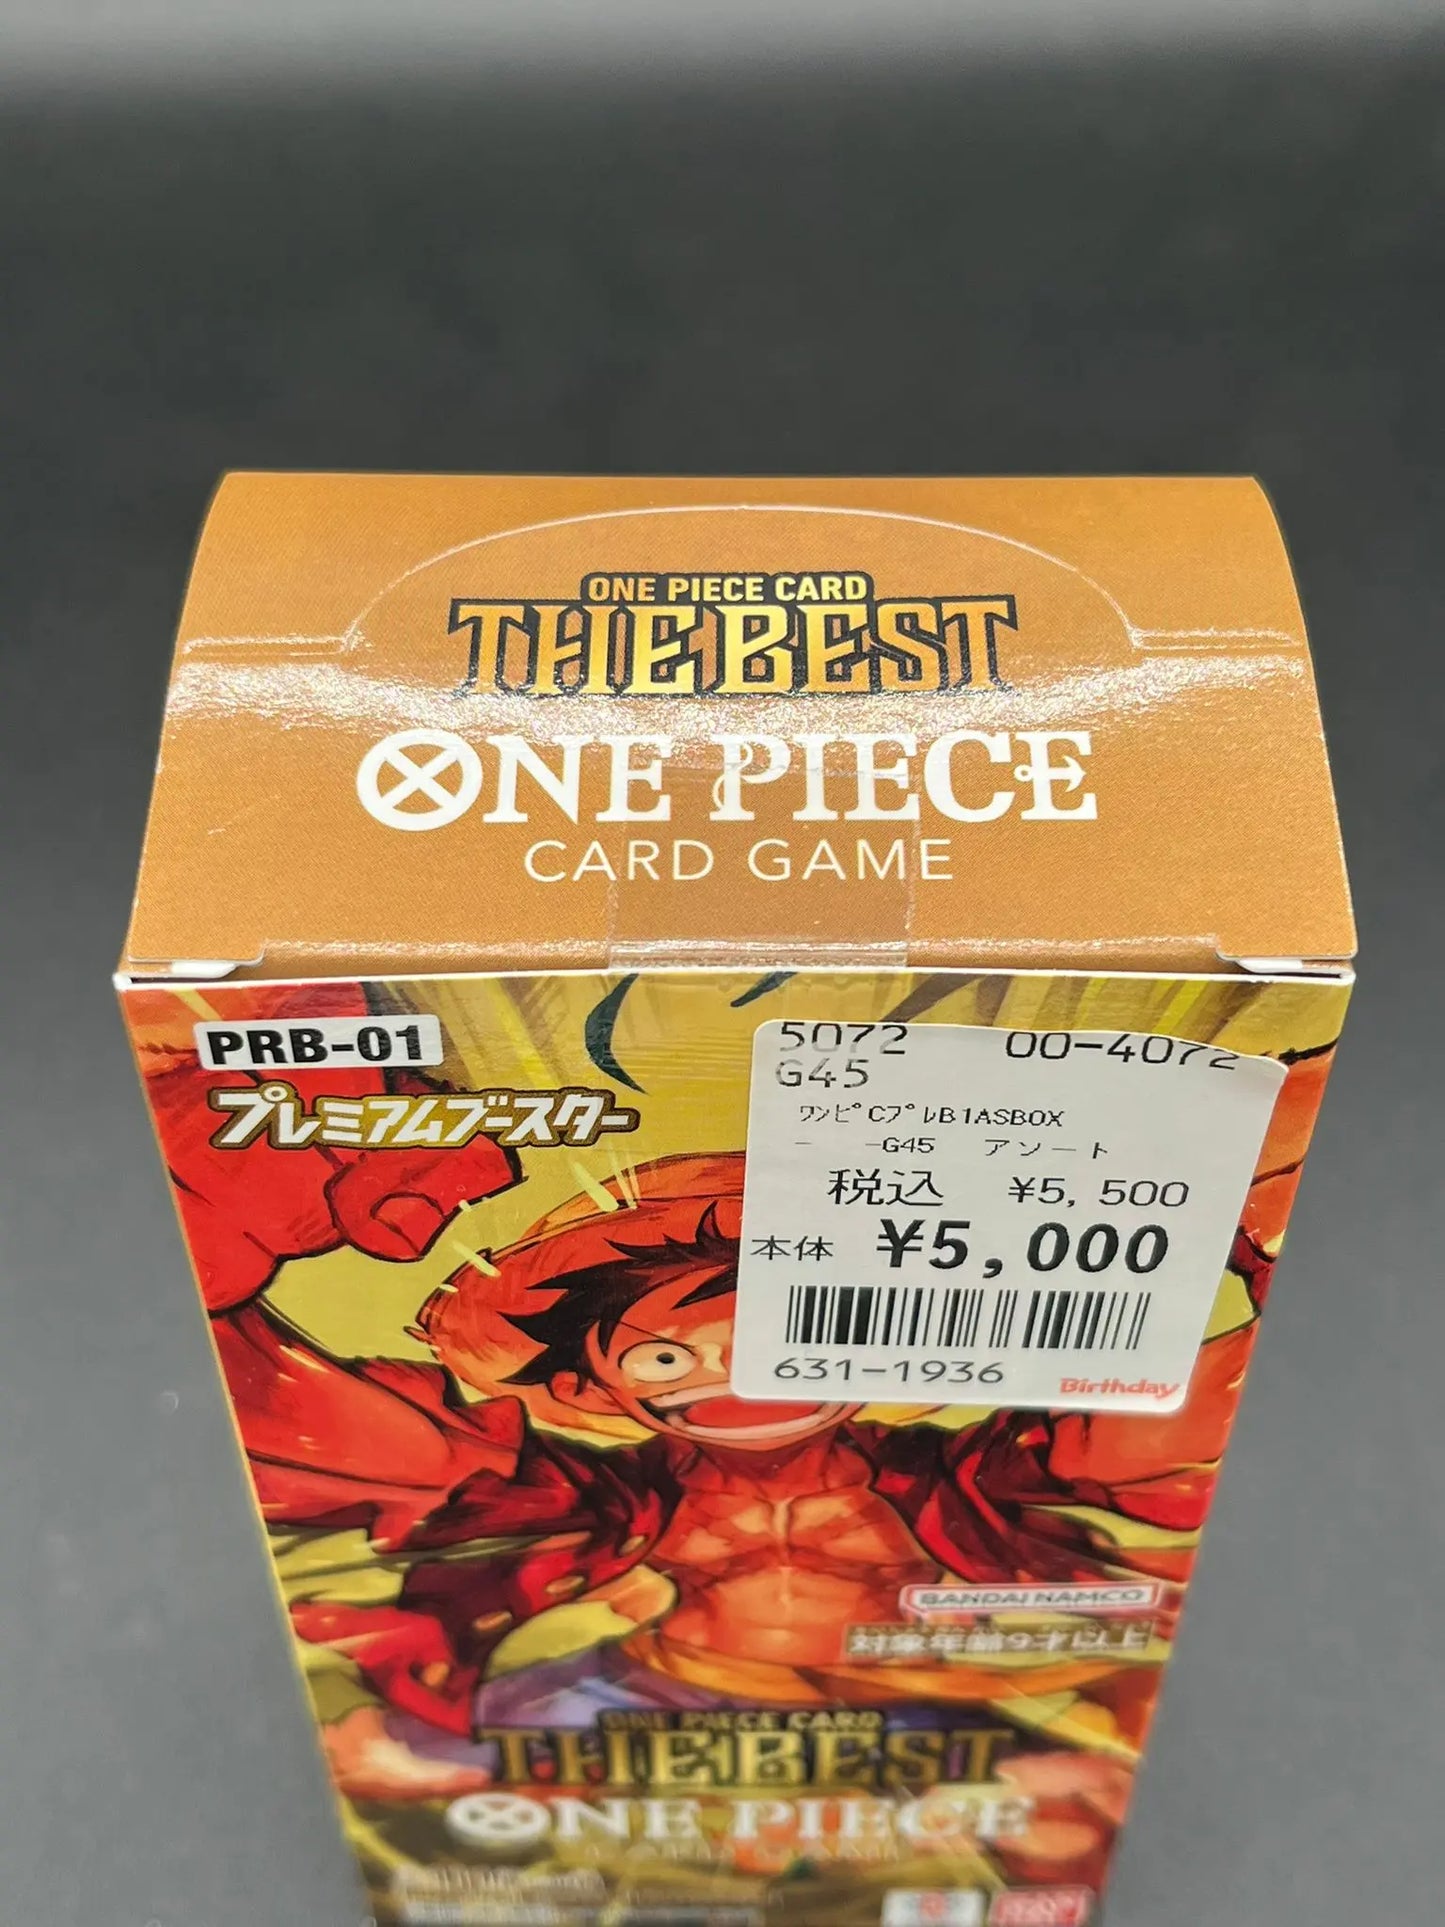 ONE PIECE CARD
THE BEST
ONE PIECE
CARD GAME
PRB-01
プレミアムブースター
5072 00-4072
G45
ﾜﾝﾋﾟCﾌﾟﾚB1ASBOX
- -G45 アソート
税込 ¥5,500
本体 ¥5,000
631-1936
Birthday
BANDAI NAMCO
対象年齢9才以上
ONE PIECE CARD
THE BEST
ONE PIECE